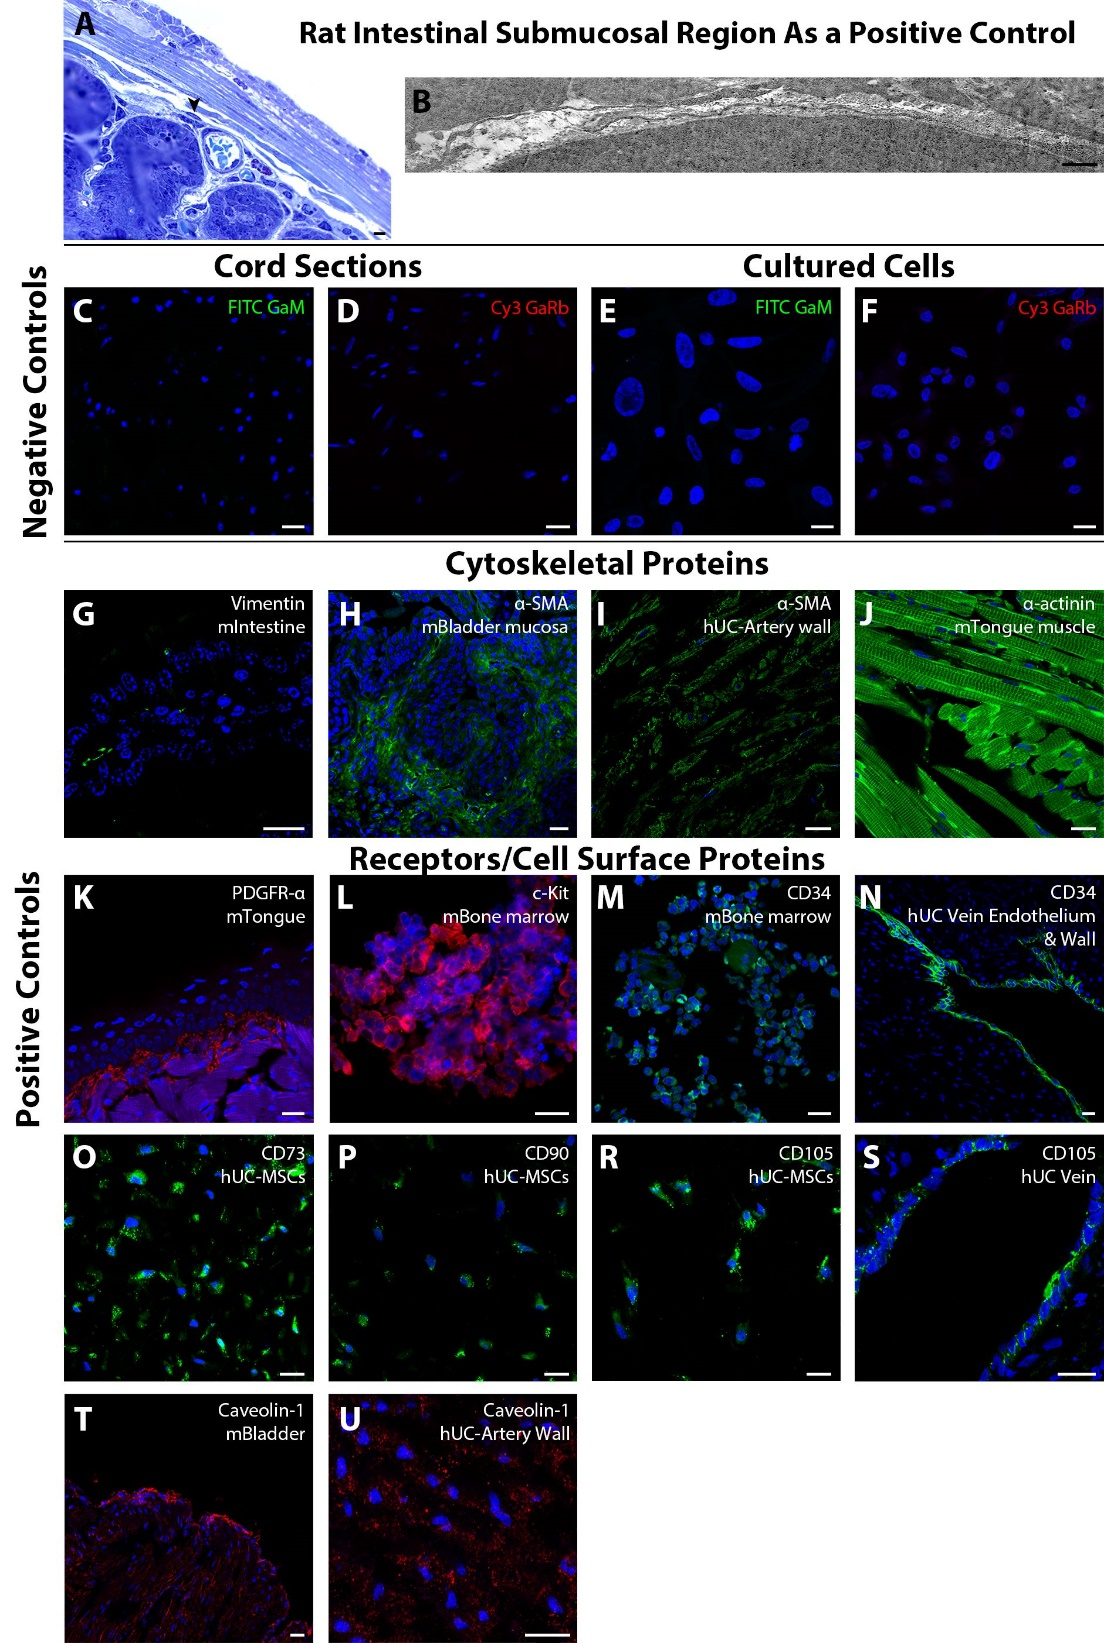 A
Rat Intestinal Submucosal Region As a Positive Control
B
Negative Controls
Cord Sections
Cultured Cells
C
FITC GaM
D
Cy3 GaRb
E
FITC GaM
F
Cy3 GaRb
Positive Controls
Cytoskeletal Proteins
G
Vimentin
mIntestine
H
α-SMA
mBladder mucosa
I
α-SMA
hUC-Artery wall
J
α-actinin
mTongue muscle
Receptors/Cell Surface Proteins
K
PDGFR-α
mTongue
L
c-Kit
mBone marrow
M
CD34
mBone marrow
N
CD34
hUC Vein Endothelium
& Wall
O
CD73
hUC-MSCs
P
CD90
hUC-MSCs
R
CD105
hUC-MSCs
S
CD105
hUC Vein
T
Caveolin-1
mBladder
U
Caveolin-1
hUC-Artery Wall